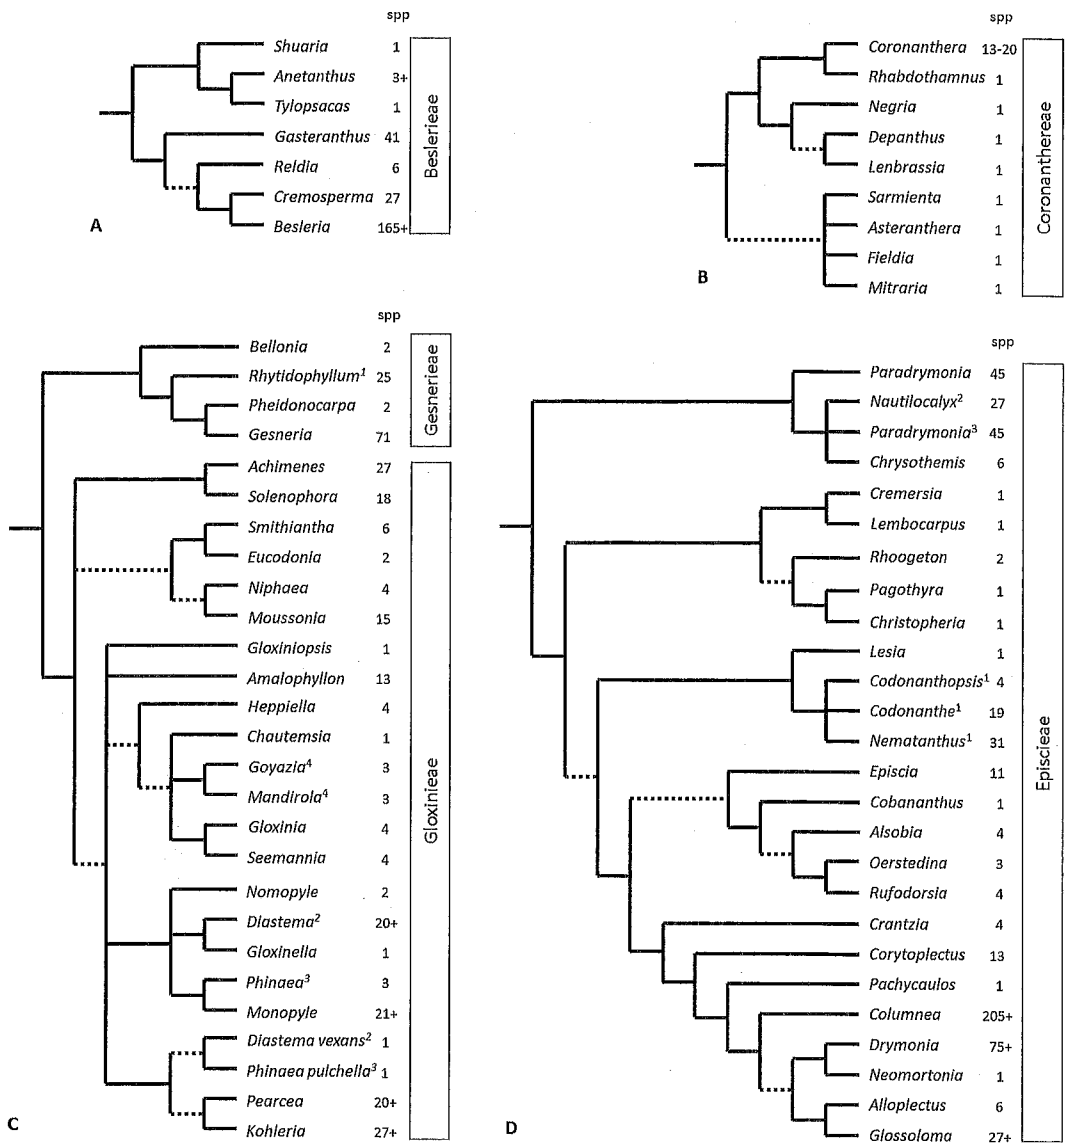 spp
Shuaria 1
Anetanthus 3+
Tylopsacas 1
Gasteranthus 41
Reldia 6
Cremosperma 27
Besleria 165+
Beslerieae
A
spp
Coronanthera 13-20
Rhabdothamnus 1
Negria 1
Depanthus 1
Lenbrassia 1
Sarmienta 1
Asteranthera 1
Fieldia 1
Mitraria 1
Coronanthereae
B
spp
Bellonia 2
Rhytidophyllum¹ 25
Pheidonocarpa 2
Gesneria 71
Gesnerieae
Achimenes 27
Solenophora 18
Smithiantha 6
Eucodonia 2
Niphaea 4
Moussonia 15
Gloxiniopsis 1
Amalophyllon 13
Heppiella 4
Chautemsia 1
Goyazia⁴ 3
Mandirola⁴ 3
Gloxinia 4
Seemannia 4
Nomopyle 2
Diastema² 20+
Gloxinella 1
Phinaea³ 3
Monopyle 21+
Diastema vexans² 1
Phinaea pulchella³ 1
Pearcea 20+
Kohleria 27+
Gloxinieae
C
spp
Paradrymonia 45
Nautilocalyx² 27
Paradrymonia³ 45
Chrysothemis 6
Cremersia 1
Lembocarpus 1
Rhoogeton 2
Pagothyra 1
Christopheria 1
Lesia 1
Codonanthopsis¹ 4
Codonanthe¹ 19
Nematanthus¹ 31
Episcia 11
Cobananthus 1
Alsobia 4
Oerstedina 3
Rufodorsia 4
Crantzia 4
Corytoplectus 13
Pachycaulos 1
Columnea 205+
Drymonia 75+
Neomortonia 1
Alloplectus 6
Glossoloma 27+
Episcieae
D